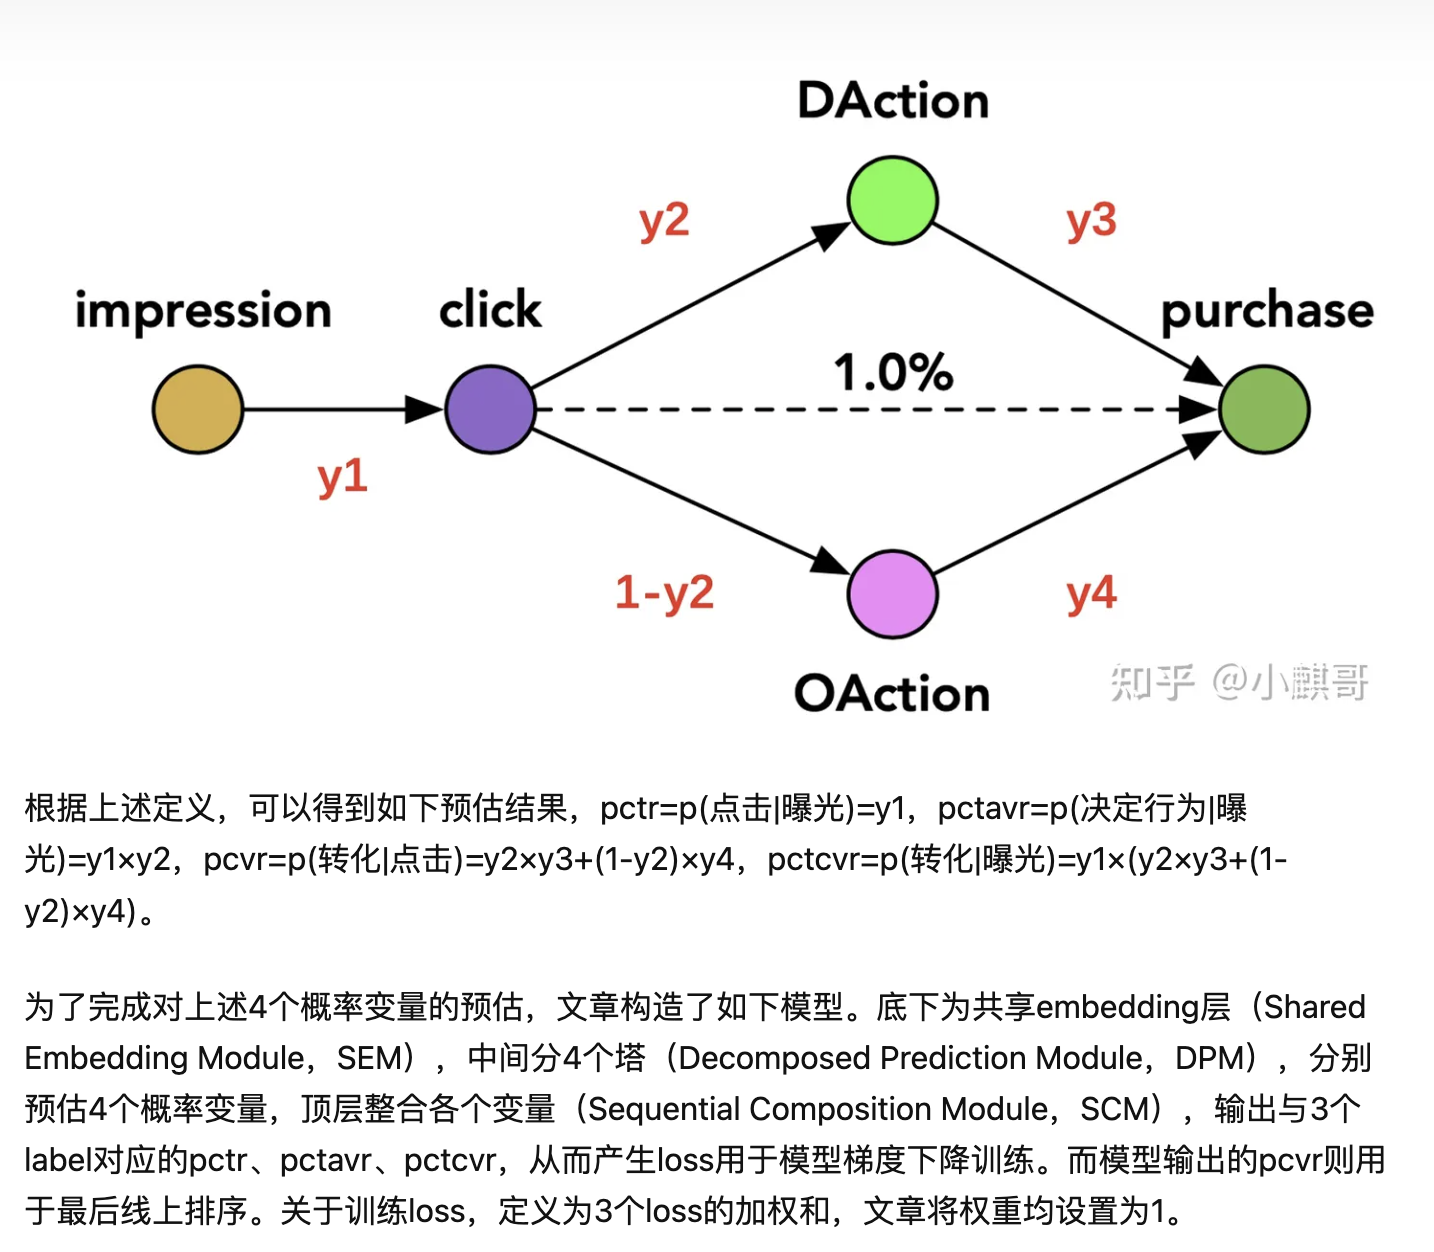 DAction
y2
y3
impression
click
purchase
1.0%
y1
1-y2
y4
OAction
知乎 @小麒哥
根据上述定义，可以得到如下预估结果，pctr=p(点击|曝光)=y1，pctavr=p(决定行为|曝
光)=y1×y2，pcvr=p(转化|点击)=y2×y3+(1-y2)×y4，pctcvr=p(转化|曝光)=y1×(y2×y3+(1-
y2)×y4)。
为了完成对上述4个概率变量的预估，文章构造了如下模型。底下为共享embedding层（Shared
Embedding Module，SEM），中间分4个塔（Decomposed Prediction Module，DPM），分别
预估4个概率变量，顶层整合各个变量（Sequential Composition Module，SCM），输出与3个
label对应的pctr、pctavr、pctcvr，从而产生loss用于模型梯度下降训练。而模型输出的pcvr则用
于最后线上排序。关于训练loss，定义为3个loss的加权和，文章将权重均设置为1。